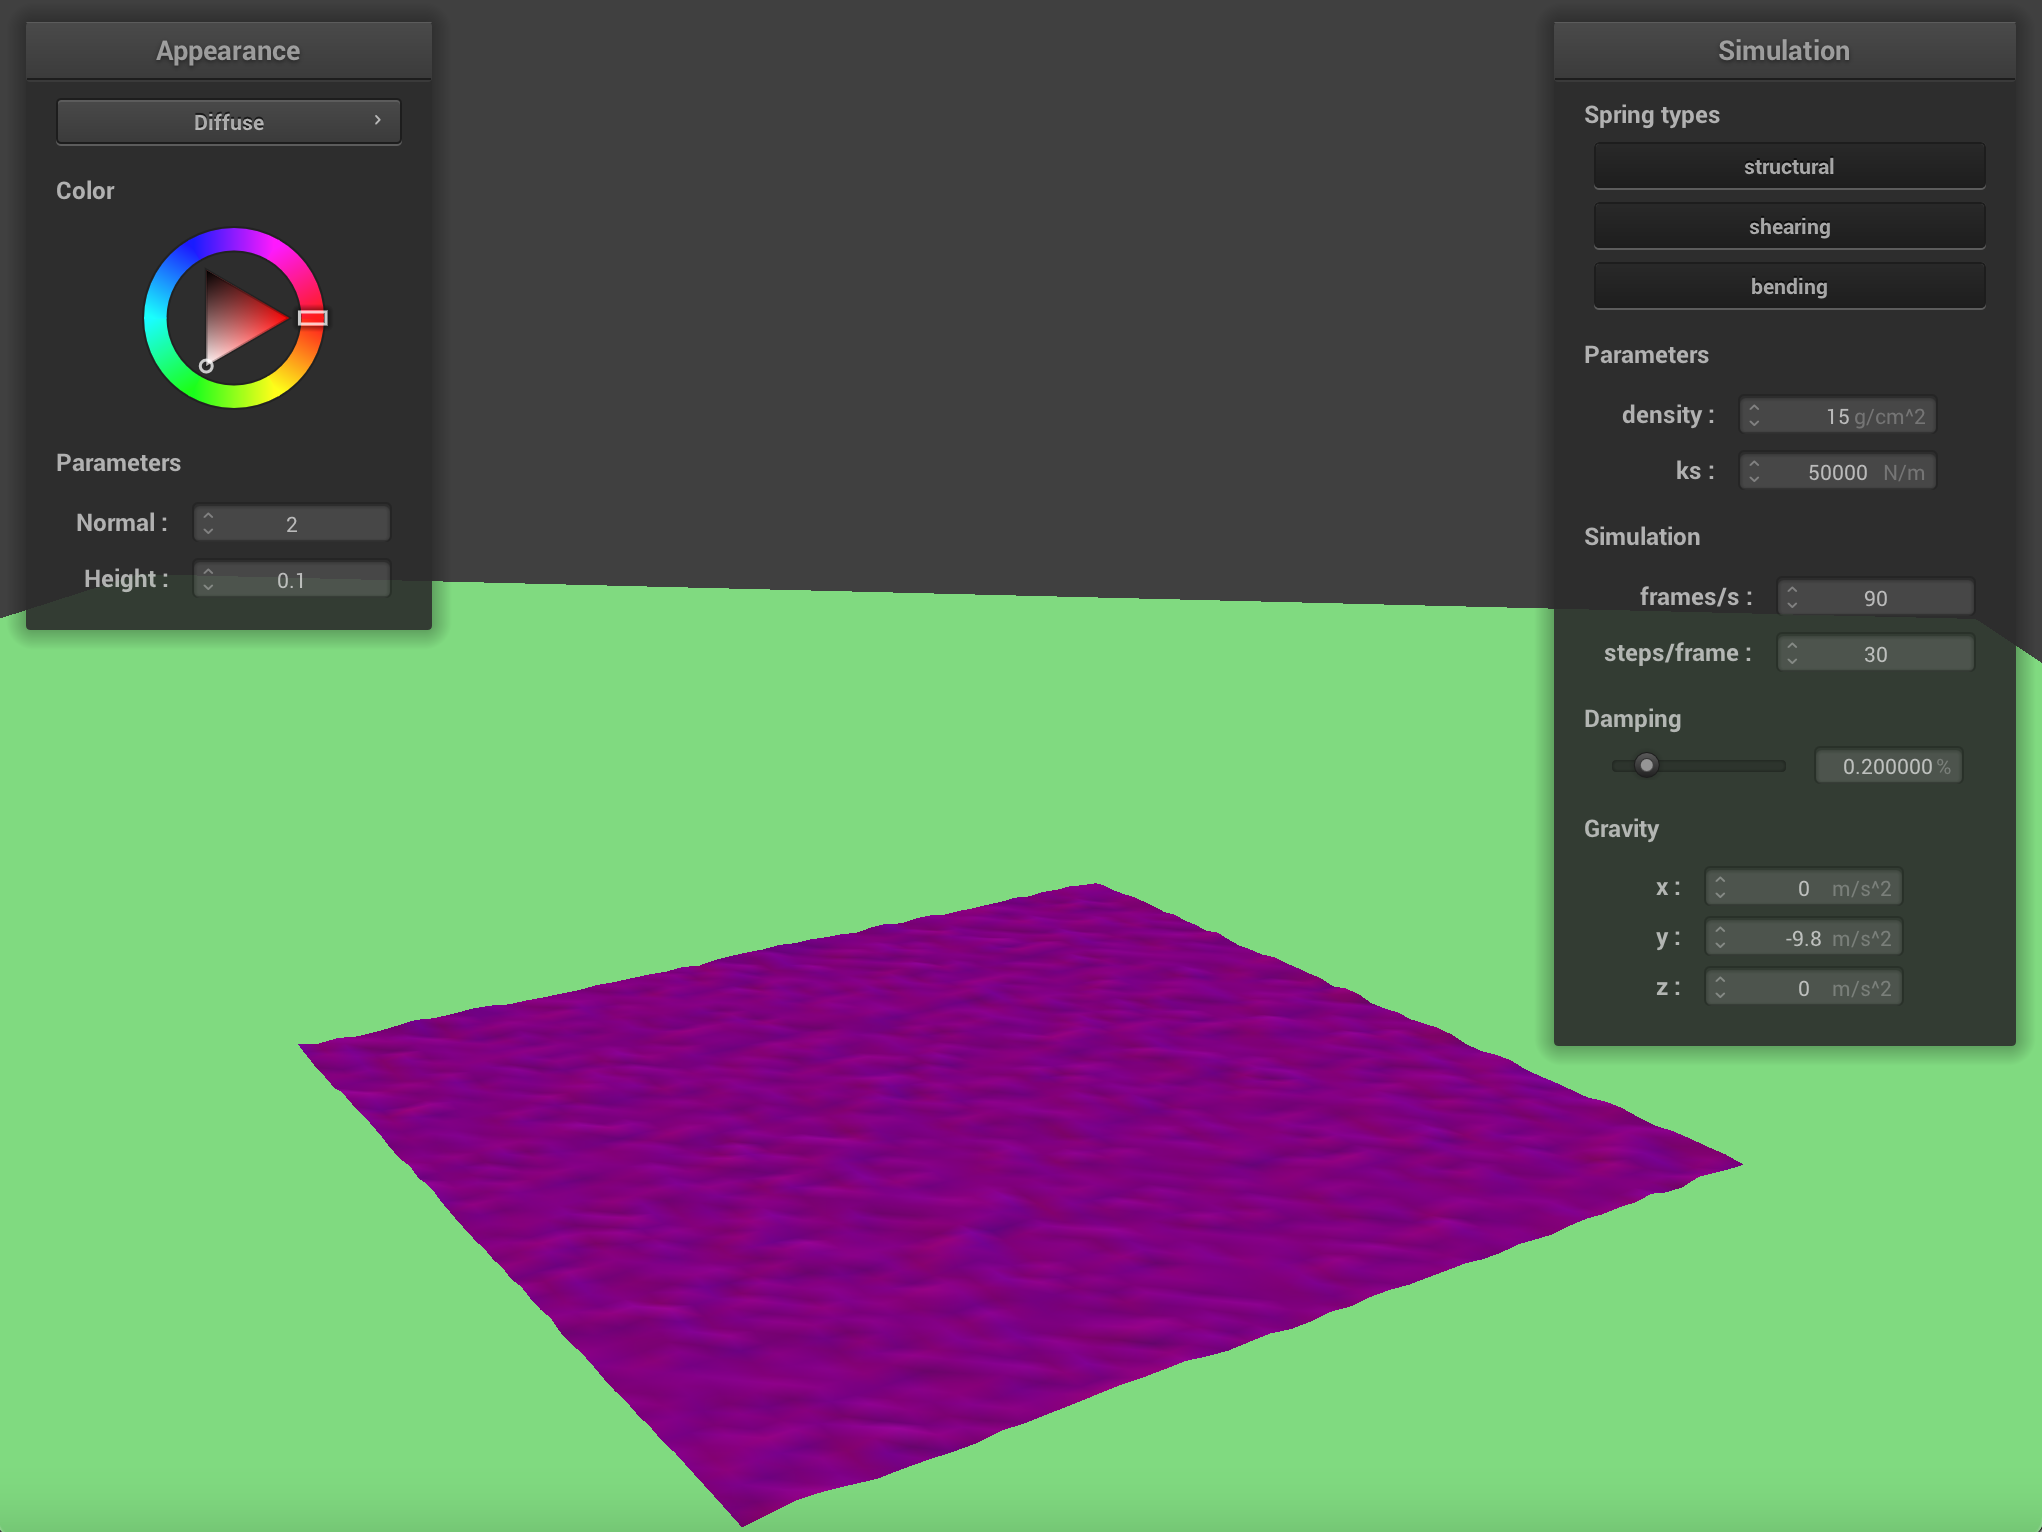 Appearance
Diffuse
Color
Parameters
Normal : 2
Height : 0.1
Simulation
Spring types
structural
shearing
bending
Parameters
density : 15 g/cm^2
ks : 50000 N/m
Simulation
frames/s : 90
steps/frame : 30
Damping
0.200000 %
Gravity
x : 0 m/s^2
y : -9.8 m/s^2
z : 0 m/s^2